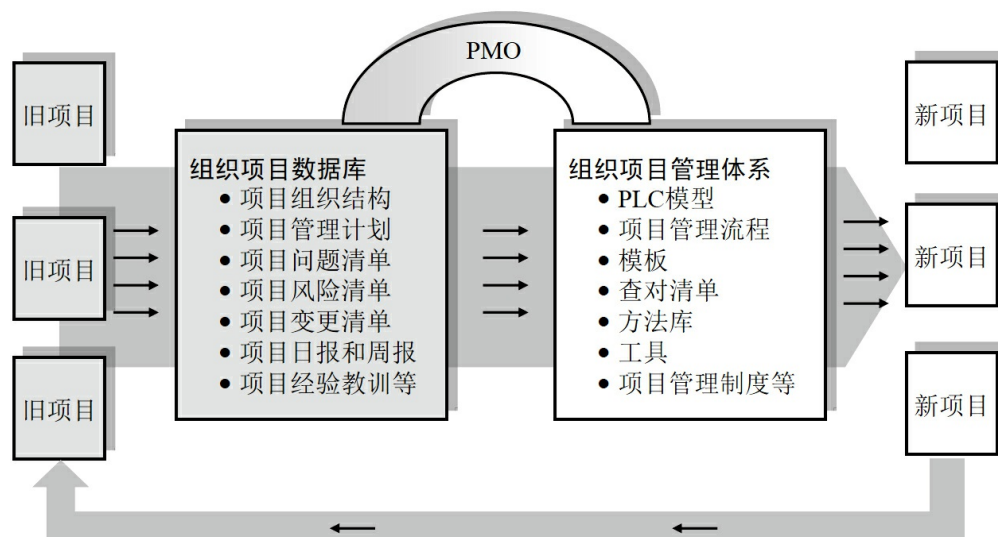 PMO
旧项目
旧项目
旧项目
组织项目数据库
● 项目组织结构
● 项目管理计划
● 项目问题清单
● 项目风险清单
● 项目变更清单
● 项目日报和周报
● 项目经验教训等
组织项目管理体系
● PLC模型
● 项目管理流程
● 模板
● 查对清单
● 方法库
● 工具
● 项目管理制度等
新项目
新项目
新项目